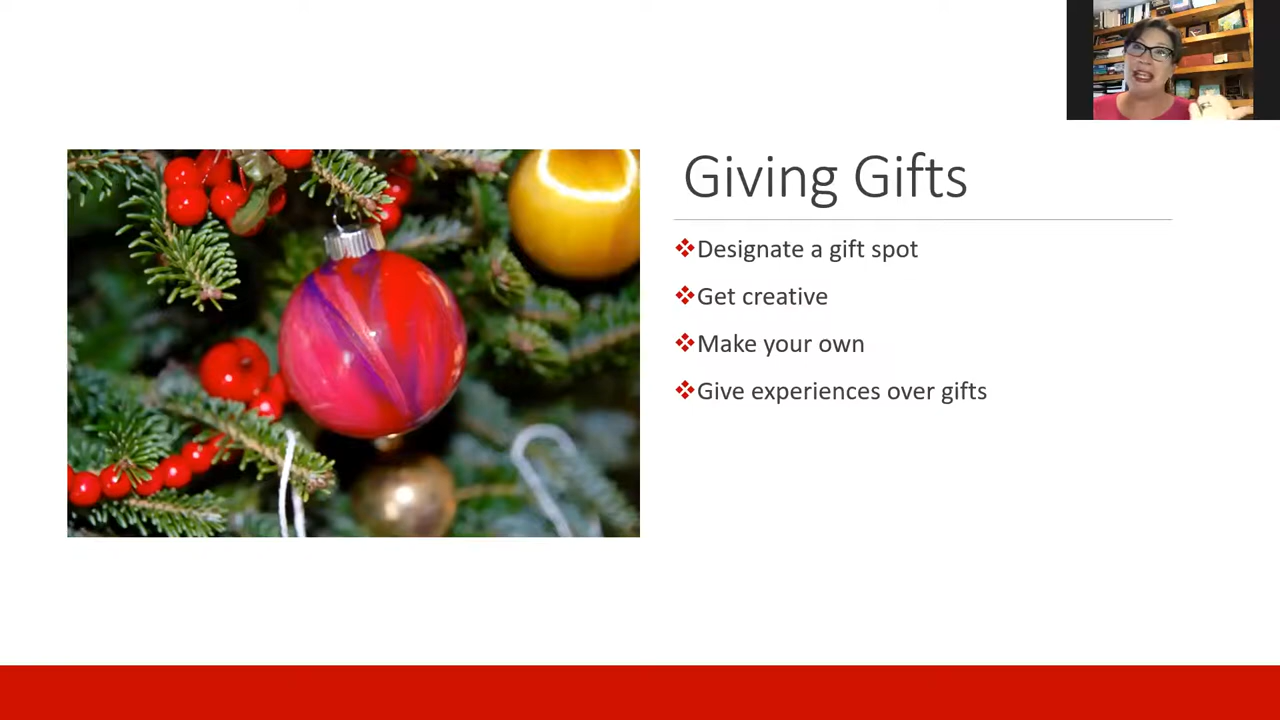 Giving Gifts
❖Designate a gift spot
❖Get creative
❖Make your own
❖Give experiences over gifts